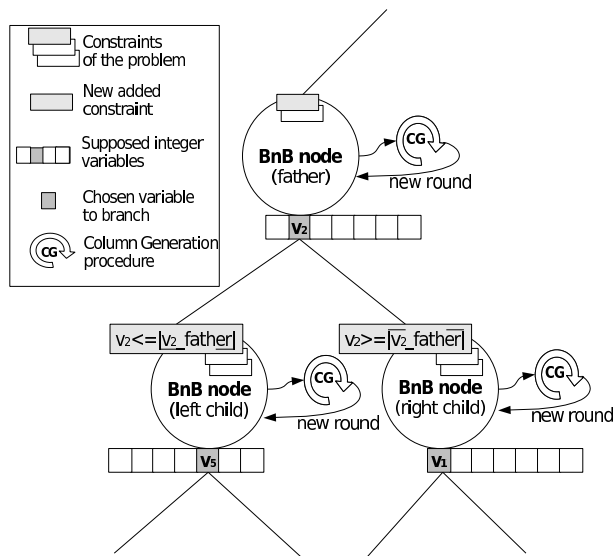 Constraints
of the problem
New added
constraint
Supposed integer
variables
Chosen variable
to branch
CG
Column Generation
procedure
BnB node
(father)
CG
new round
v₂
v₂<=⌊v₂_father⌋
v₂>=⌈v₂_father⌉
BnB node
(left child)
CG
new round
BnB node
(right child)
CG
new round
v₅
v₁